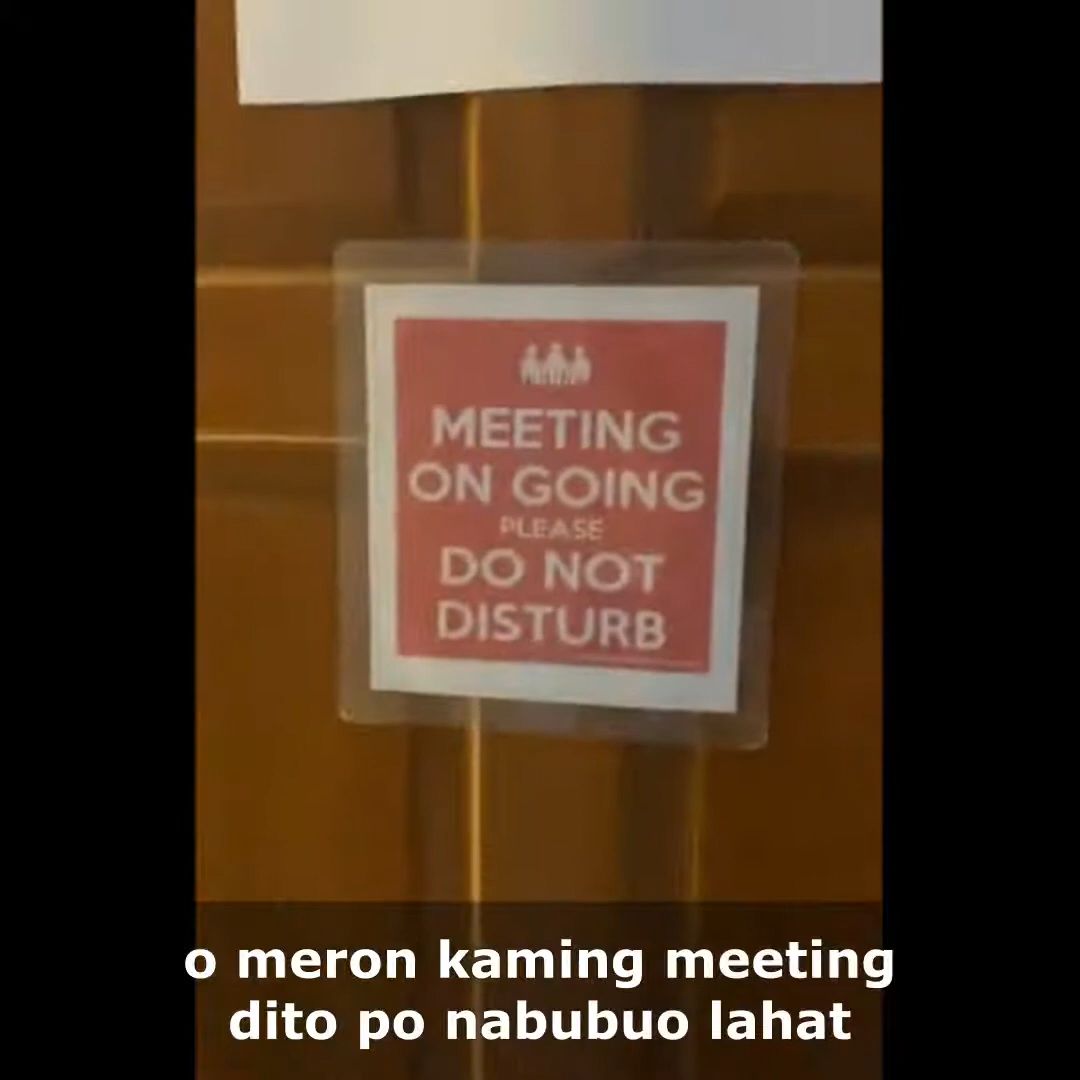 MEETING
ON GOING
PLEASE
DO NOT
DISTURB
o meron kaming meeting
dito po nabubuo lahat